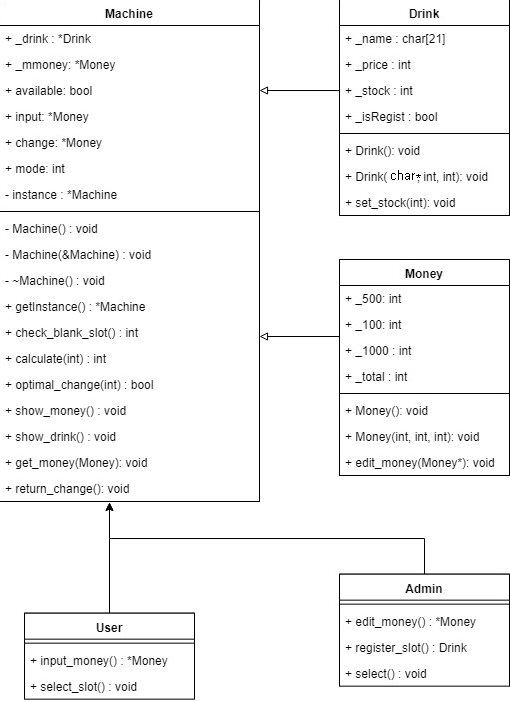 Machine
+ _drink : *Drink
+ _mmoney: *Money
+ available: bool
+ input: *Money
+ change: *Money
+ mode: int
- instance : *Machine
- Machine() : void
- Machine(&Machine) : void
- ~Machine() : void
+ getInstance() : *Machine
+ check_blank_slot() : int
+ calculate(int) : int
+ optimal_change(int) : bool
+ show_money() : void
+ show_drink() : void
+ get_money(Money): void
+ return_change(): void
Drink
+ _name : char[21]
+ _price : int
+ _stock : int
+ _isRegist : bool
+ Drink(): void
+ Drink( char* int, int): void
+ set_stock(int): void
Money
+ _500: int
+ _100: int
+ _1000 : int
+ _total : int
+ Money(): void
+ Money(int, int, int): void
+ edit_money(Money*): void
User
+ input_money() : *Money
+ select_slot() : void
Admin
+ edit_money() : *Money
+ register_slot() : Drink
+ select() : void